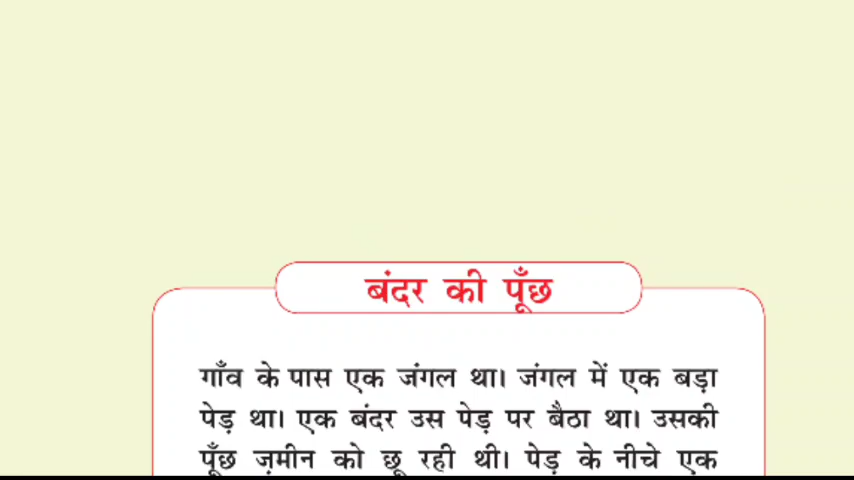 बंदर की पूँछ
गाँव के पास एक जंगल था। जंगल में एक बड़ा
पेड़ था। एक बंदर उस पेड़ पर बैठा था। उसकी
पूँछ ज़मीन को छू रही थी। पेड़ के नीचे एक